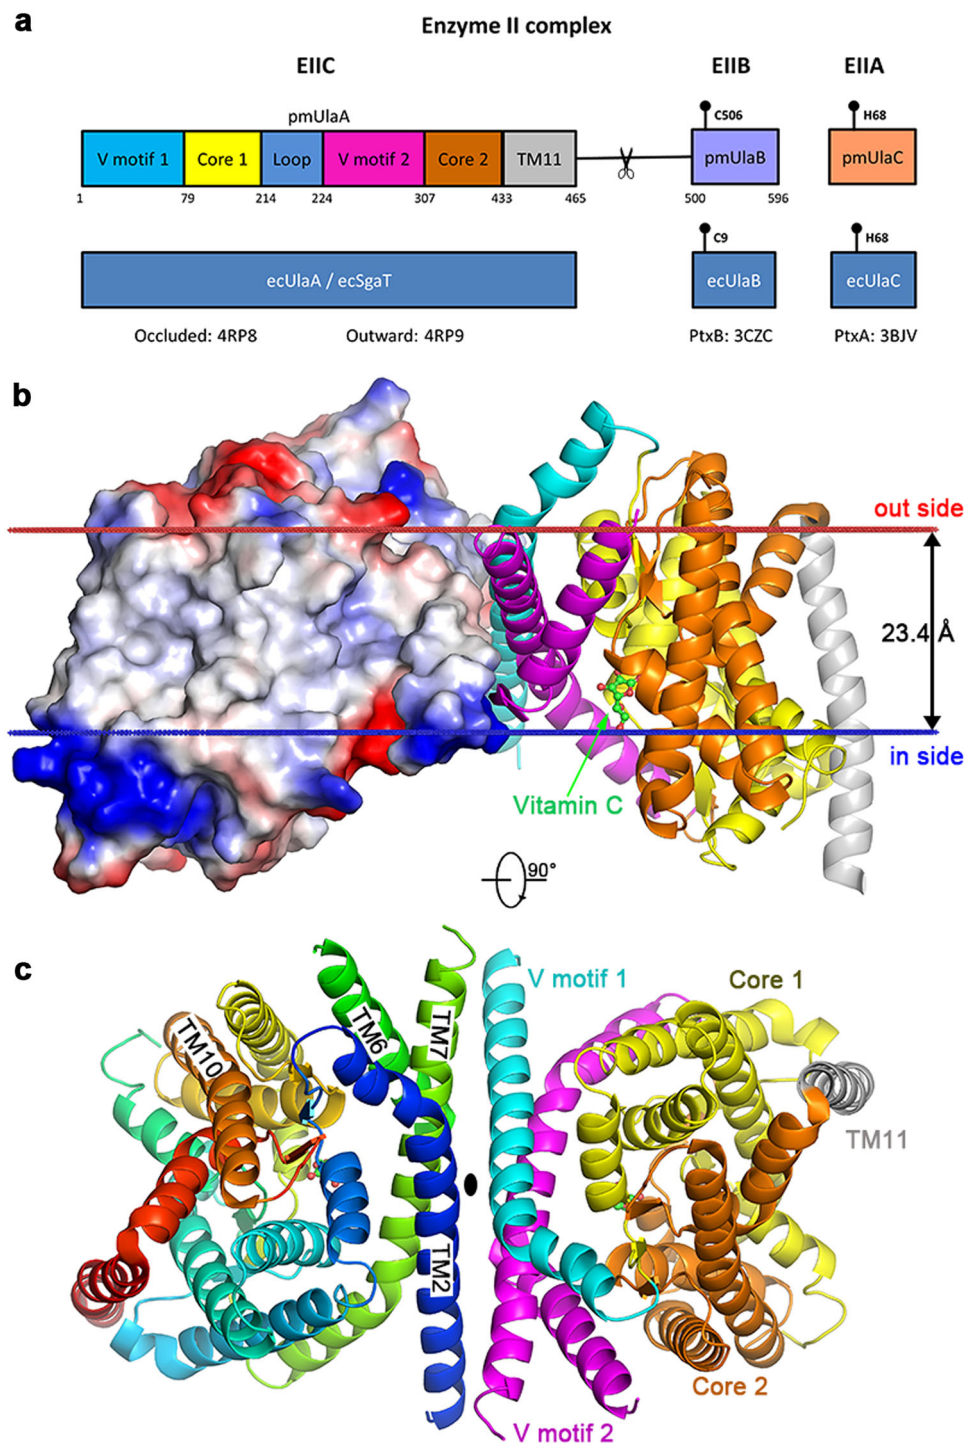 a
Enzyme II complex
EIIC EIIB EIIA
pmUlaA
C506 H68
V motif 1 Core 1 Loop V motif 2 Core 2 TM11 pmUlaB pmUlaC
1 79 214 224 307 433 465 500 596
C9 H68
ecUlaA / ecSgaT ecUlaB ecUlaC
Occluded: 4RP8 Outward: 4RP9 PtxB: 3CZC PtxA: 3BJV
b
out side
23.4 Å
in side
Vitamin C
90°
c
V motif 1 Core 1
TM10 TM6 TM7
TM11
TM2
Core 2
V motif 2